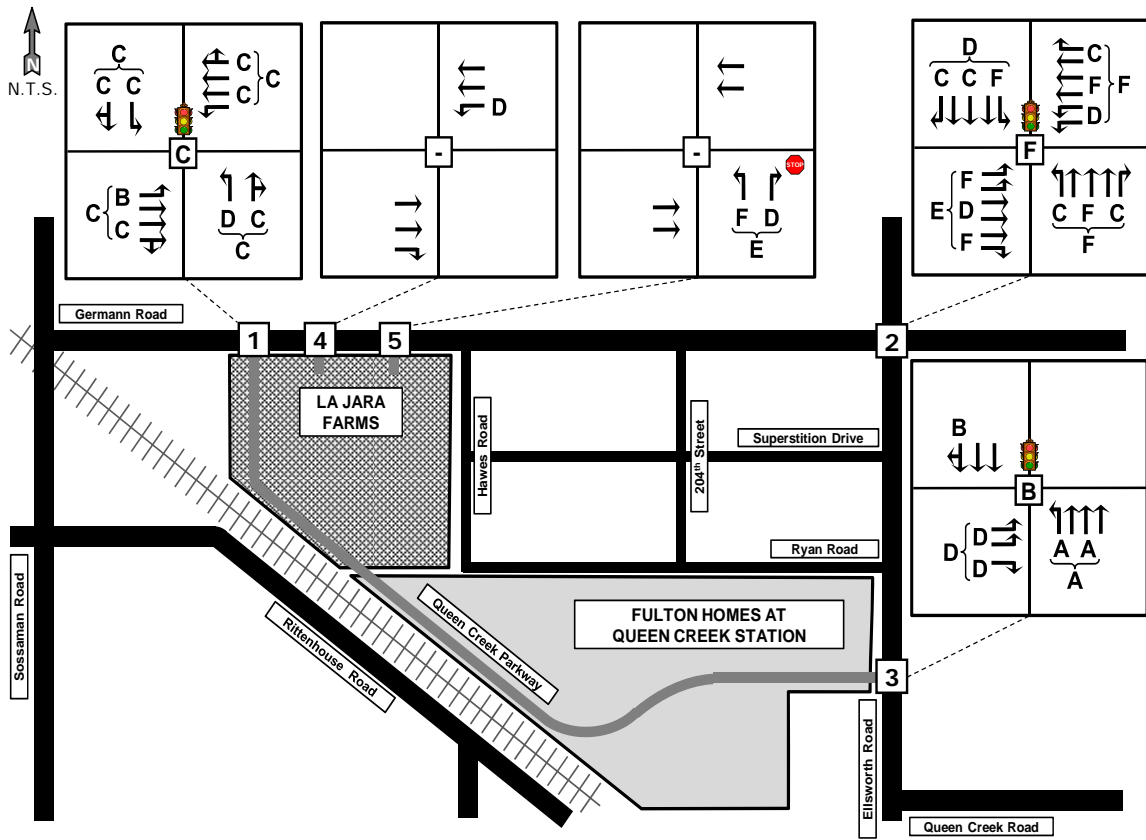 N
N.T.S.
C
C C
C
C
C
C
C
B
C
C
D C
C
D
-
-
STOP
F D
E
D
C C F
C
F
D
F
F
E
F
D
F
C F C
F
Germann Road
1
4
5
2
LA JARA
FARMS
Hawes Road
204th Street
Superstition Drive
Ryan Road
B
B
D
D
D
A A
A
Sossaman Road
Rittenhouse Road
Queen Creek Parkway
FULTON HOMES AT
QUEEN CREEK STATION
3
Ellsworth Road
Queen Creek Road